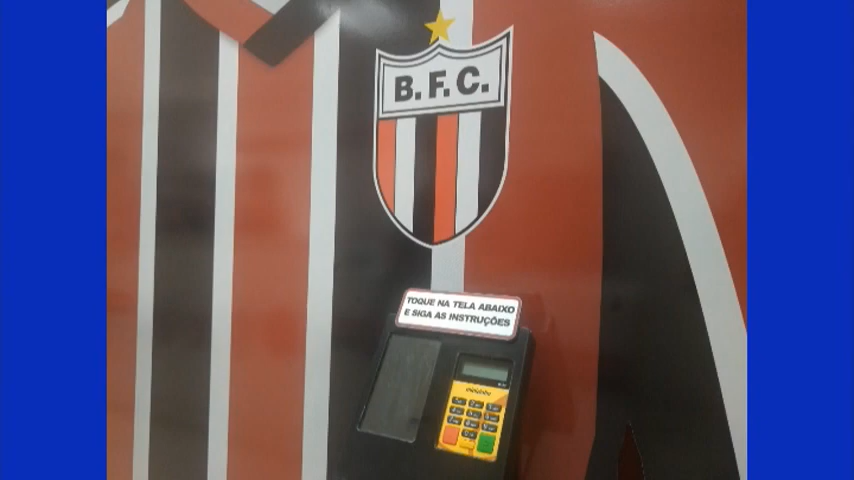 B.F.C.
TOQUE NA TELA ABAIXO
E SIGA AS INSTRUÇÕES